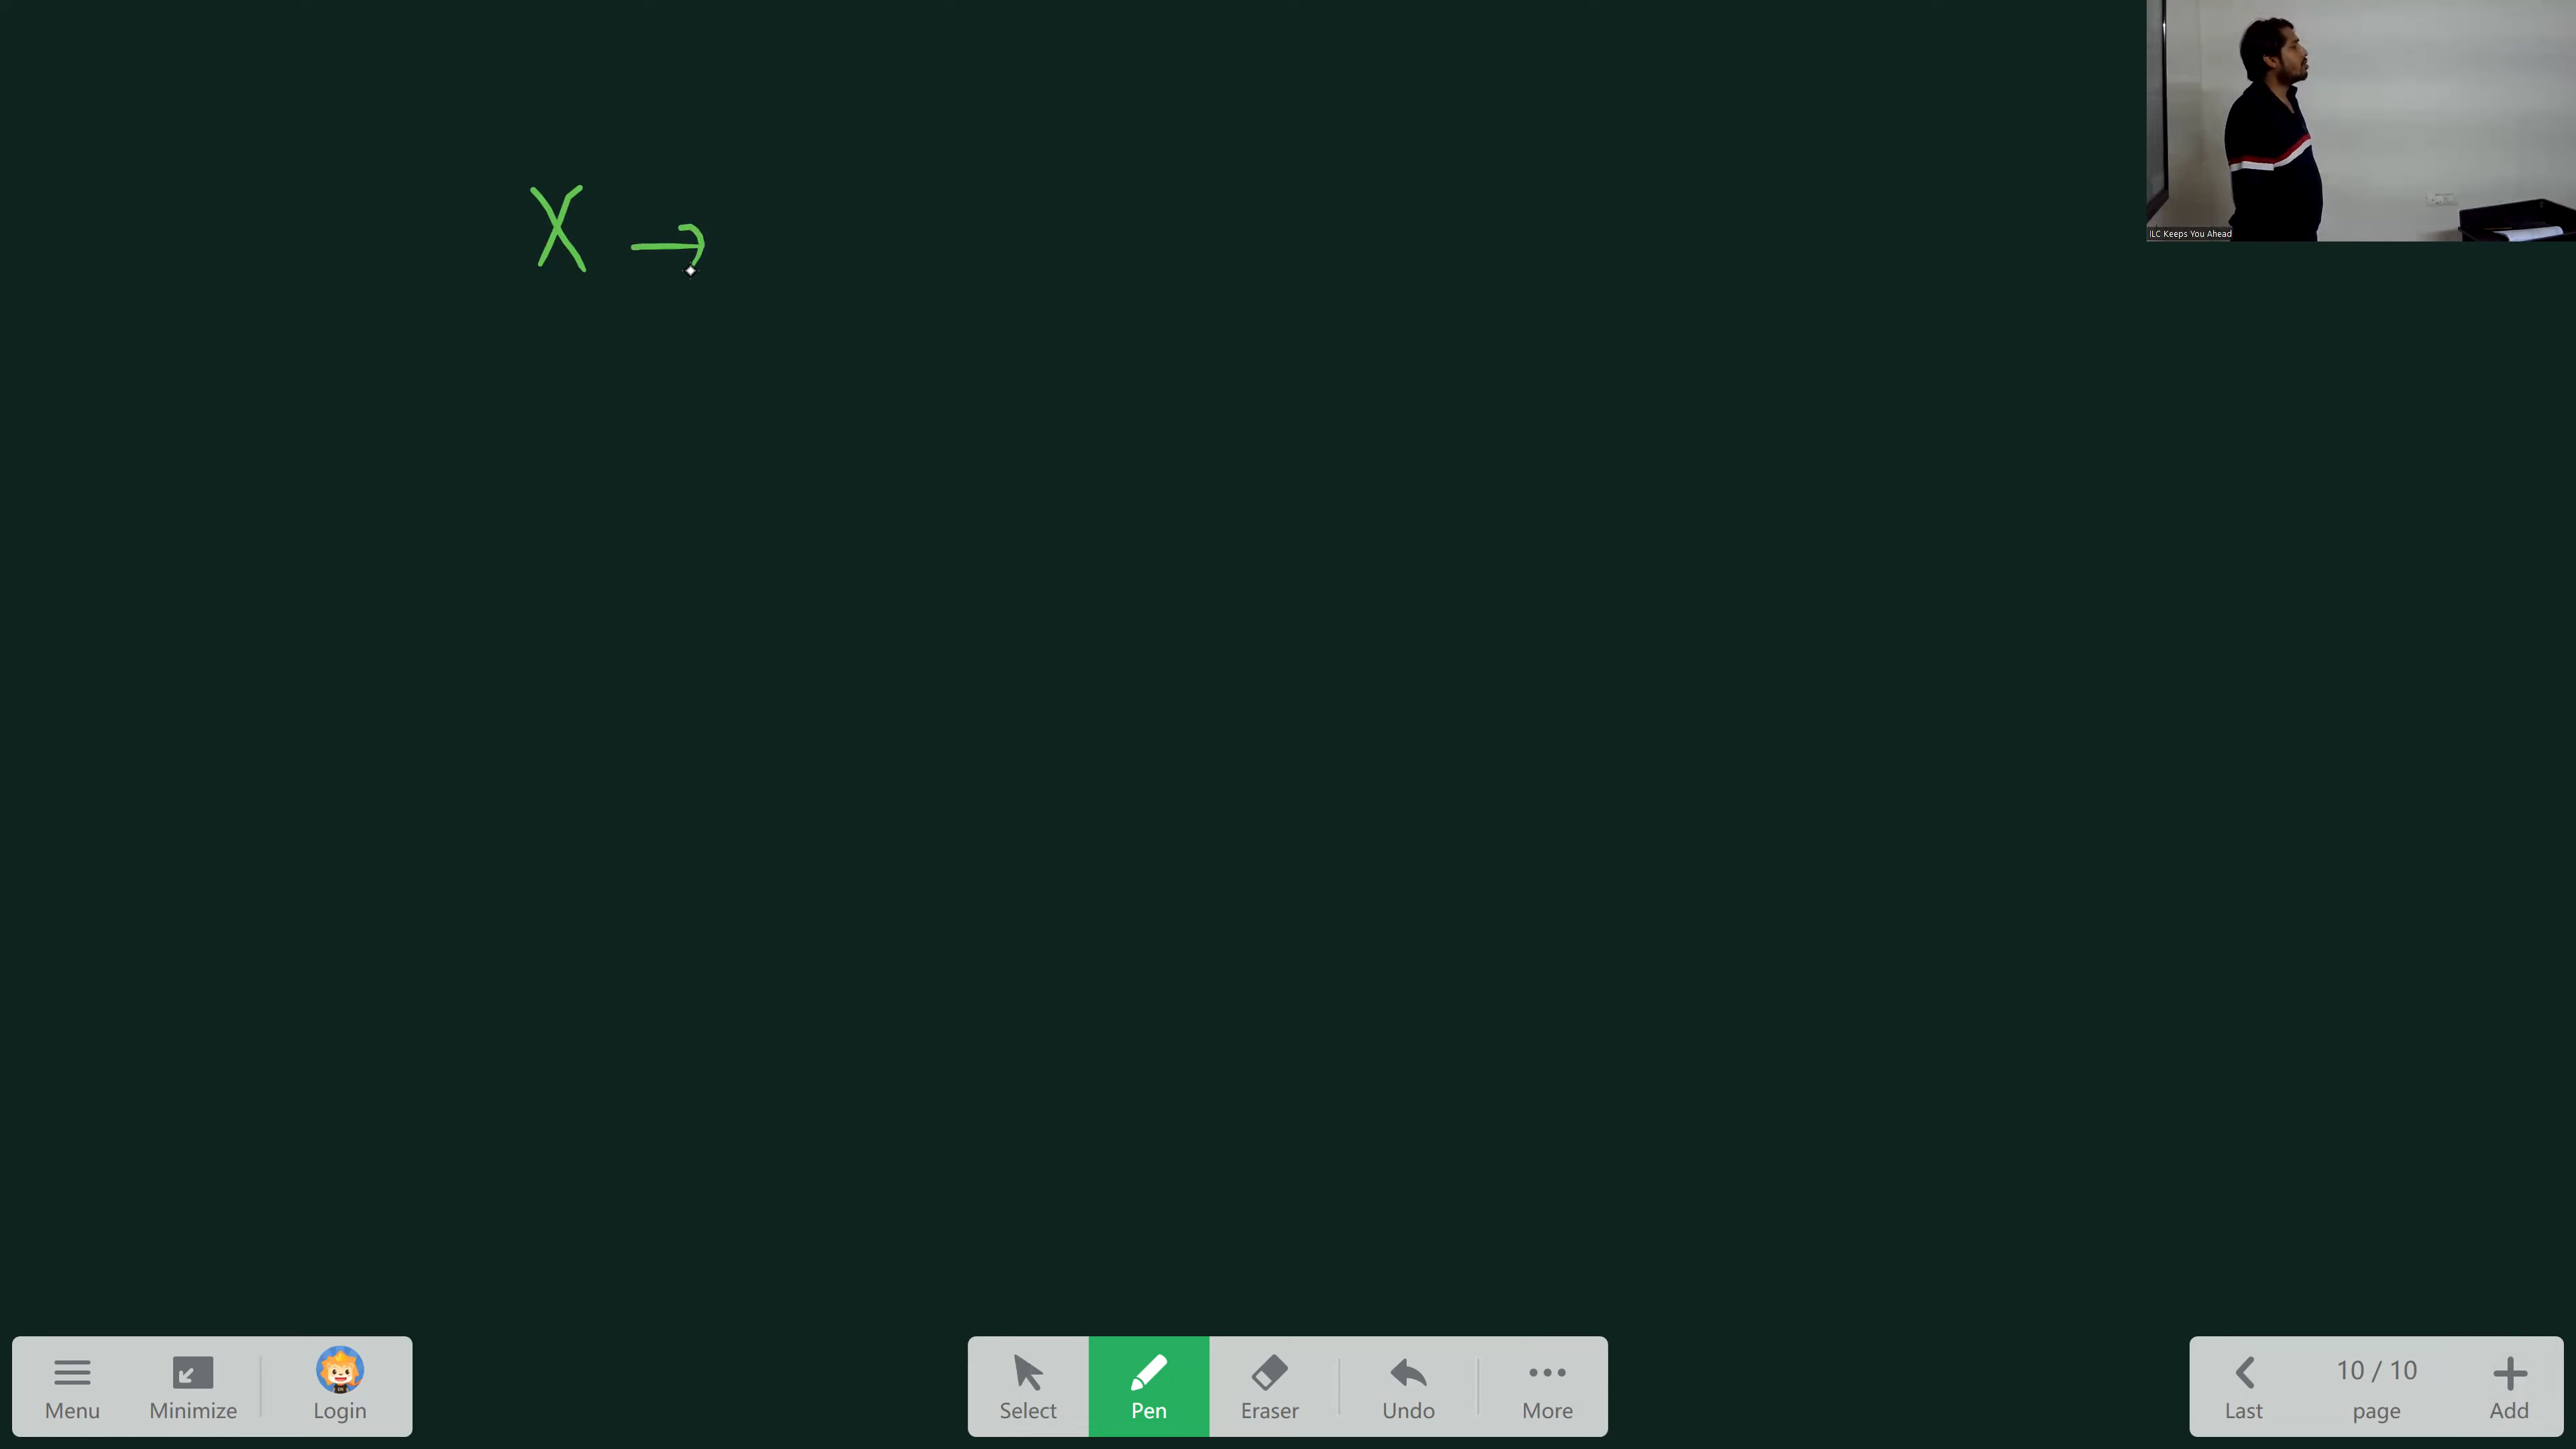 X →
ILC Keeps You Ahead
Menu Minimize Login Select Pen Eraser Undo More Last 10 / 10 page Add